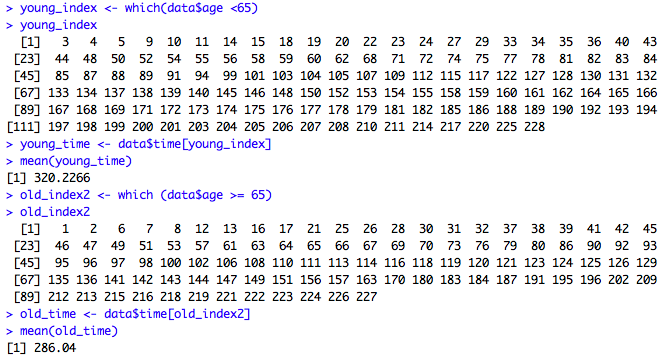 > young_index <- which(data$age <65)
> young_index
[1] 3 4 5 9 10 11 14 15 18 19 20 22 23 24 27 29 33 34 35 36 40 43
[23] 44 48 50 52 54 55 56 58 59 60 62 68 71 72 74 75 77 78 81 82 83 84
[45] 85 87 88 89 91 94 99 101 103 104 105 107 109 112 115 117 122 127 128 130 131 132
[67] 133 134 137 138 139 140 145 146 148 150 152 153 154 155 158 159 160 161 162 164 165 166
[89] 167 168 169 171 172 173 174 175 176 177 178 179 181 182 185 186 188 189 190 192 193 194
[111] 197 198 199 200 201 203 204 205 206 207 208 210 211 214 217 220 225 228
> young_time <- data$time[young_index]
> mean(young_time)
[1] 320.2266
> old_index2 <- which (data$age >= 65)
> old_index2
[1] 1 2 6 7 8 12 13 16 17 21 25 26 28 30 31 32 37 38 39 41 42 45
[23] 46 47 49 51 53 57 61 63 64 65 66 67 69 70 73 76 79 80 86 90 92 93
[45] 95 96 97 98 100 102 106 108 110 111 113 114 116 118 119 120 121 123 124 125 126 129
[67] 135 136 141 142 143 144 147 149 151 156 157 163 170 180 183 184 187 191 195 196 202 209
[89] 212 213 215 216 218 219 221 222 223 224 226 227
> old_time <- data$time[old_index2]
> mean(old_time)
[1] 286.04